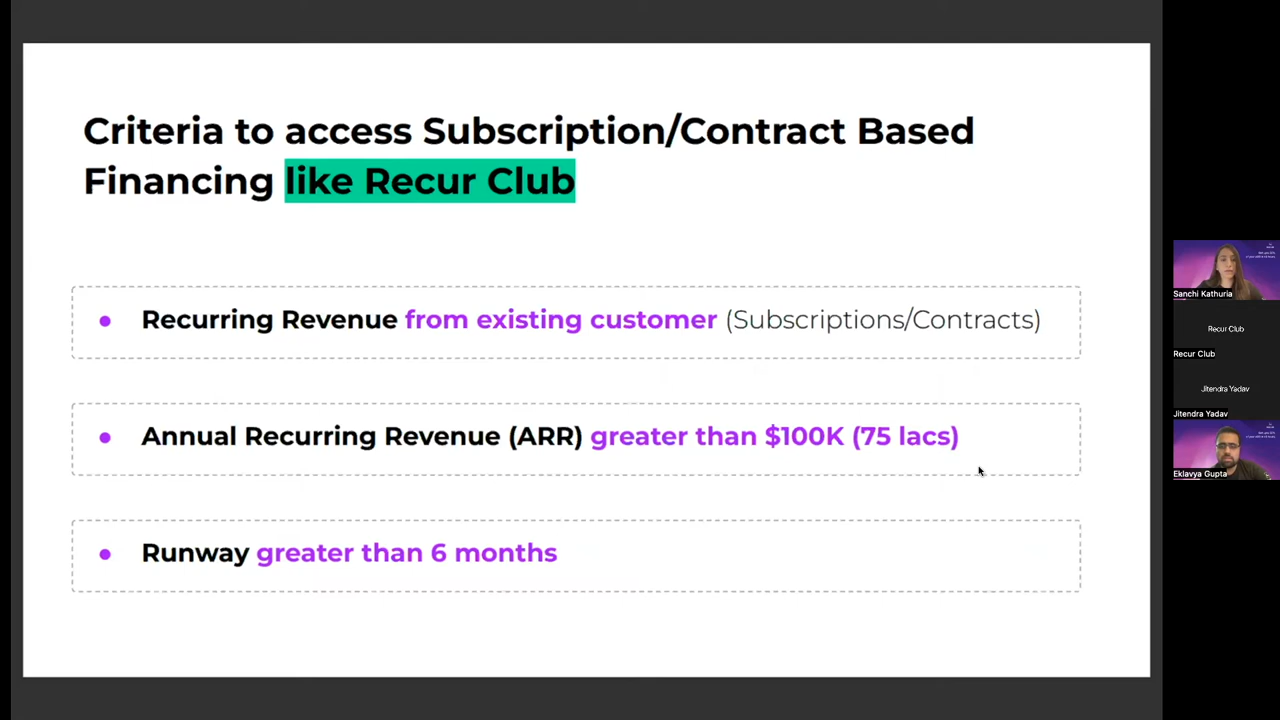 Criteria to access Subscription/Contract Based
Financing like Recur Club
• Recurring Revenue from existing customer (Subscriptions/Contracts)
• Annual Recurring Revenue (ARR) greater than $100K (75 lacs)
• Runway greater than 6 months
Sanchi Kathuria
Recur Club
Recur Club
Jitendra Yadav
Jitendra Yadav
Eklavya Gupta